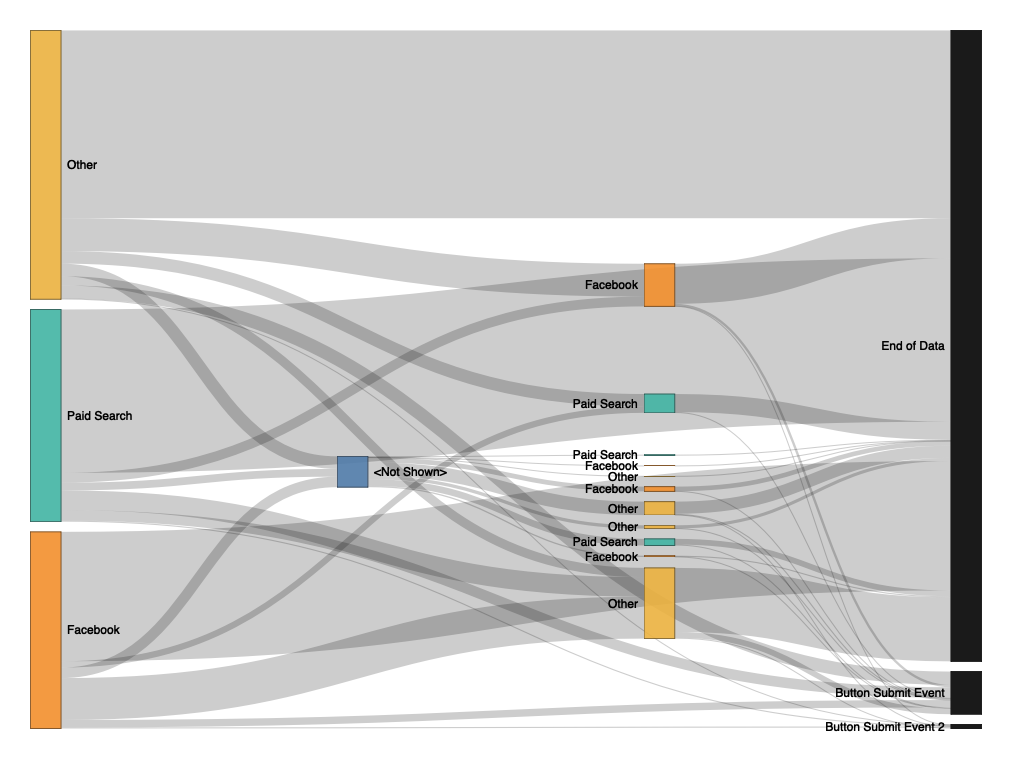 Other
Facebook
End of Data
Paid Search
Paid Search
Paid Search
Facebook
<Not Shown>
Other
Facebook
Other
Other
Paid Search
Facebook
Other
Facebook
Button Submit Event
Button Submit Event 2